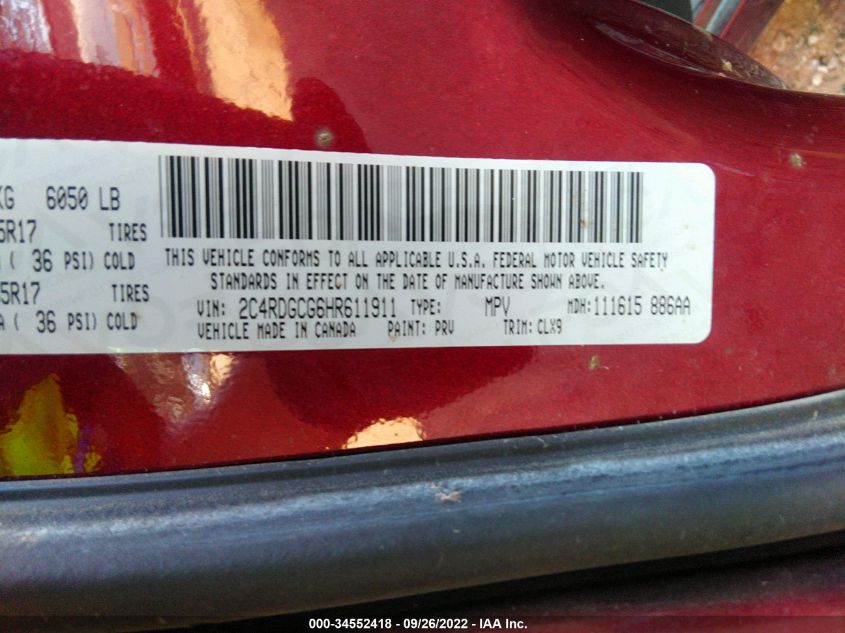 KG 6050 LB
5R17 TIRES
( 36 PSI) COLD
5R17 TIRES
A ( 36 PSI) COLD
THIS VEHICLE CONFORMS TO ALL APPLICABLE U.S.A. FEDERAL MOTOR VEHICLE SAFETY
STANDARDS IN EFFECT ON THE DATE OF MANUFACTURE SHOWN ABOVE.
VIN: 2C4RDGCG6HR611911 TYPE: MPV MDH:111615 886AA
VEHICLE MADE IN CANADA PAINT: PRV TRIM: CLX9
000-34552418 - 09/26/2022 - IAA Inc.